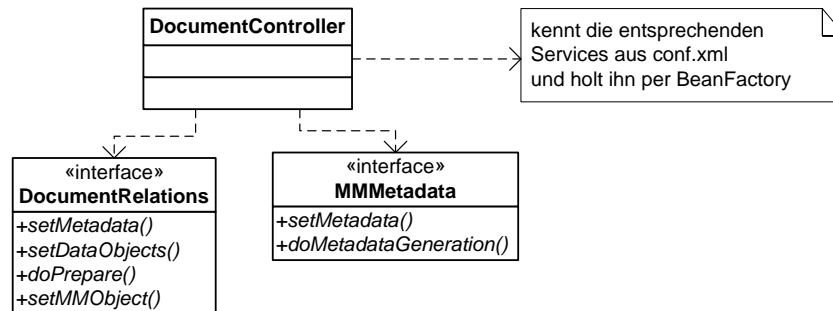 DocumentController
kennt die entsprechenden
Services aus conf.xml
und holt ihn per BeanFactory
«interface»
DocumentRelations
+setMetadata()
+setDataObjects()
+doPrepare()
+setMMObject()
«interface»
MMMetadata
+setMetadata()
+doMetadataGeneration()